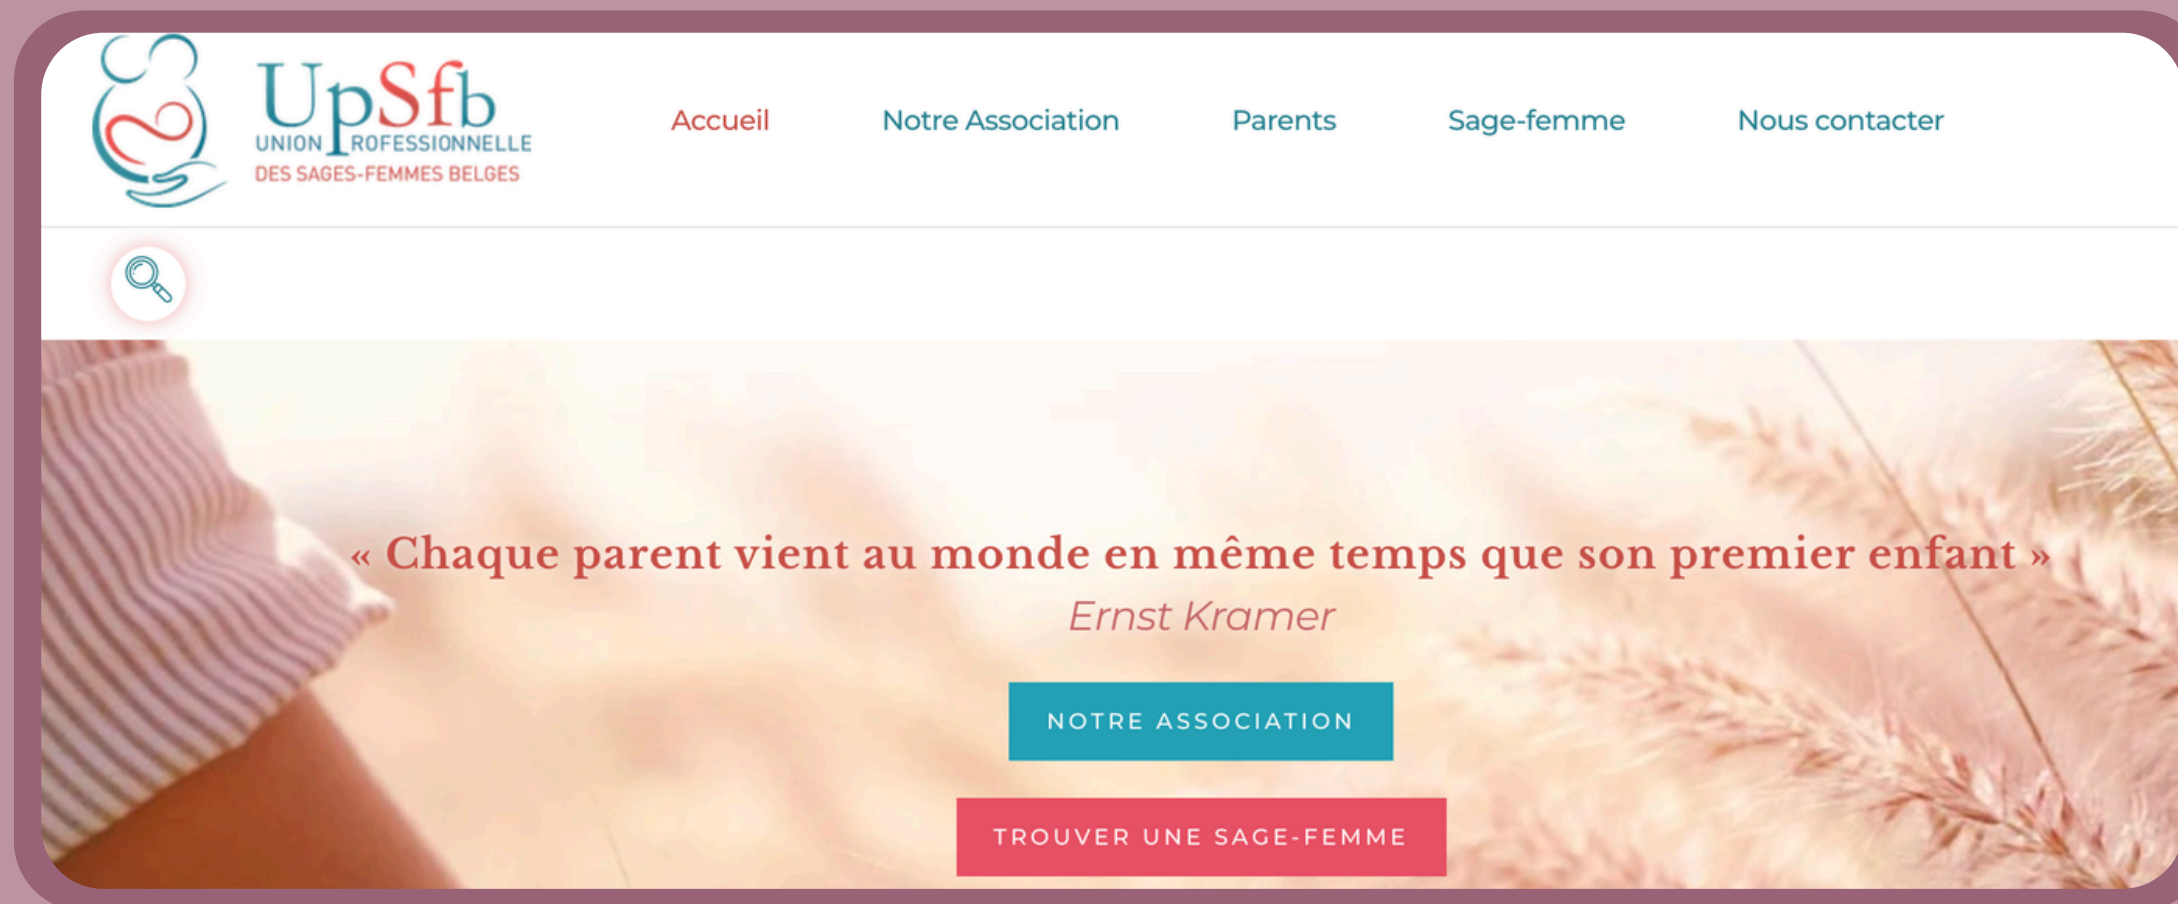 UpSfb
UNION PROFESSIONNELLE
DES SAGES-FEMMES BELGES
Accueil
Notre Association
Parents
Sage-femme
Nous contacter
« Chaque parent vient au monde en même temps que son premier enfant »
Ernst Kramer
NOTRE ASSOCIATION
TROUVER UNE SAGE-FEMME